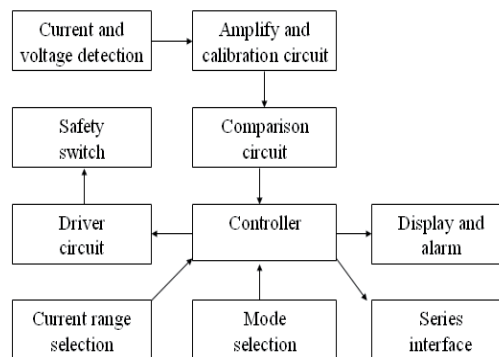 Current and
voltage detection
Amplify and
calibration circuit
Safety
switch
Comparison
circuit
Driver
circuit
Controller
Display and
alarm
Current range
selection
Mode
selection
Series
interface